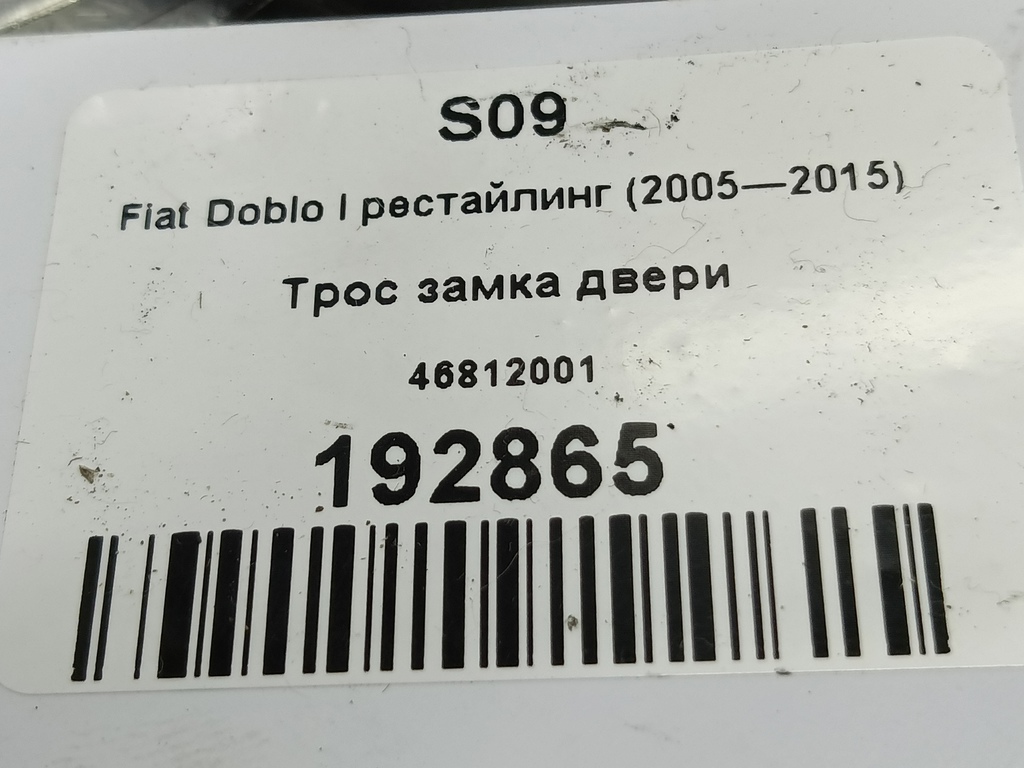 S09
Fiat Doblo I рестайлинг (2005—2015)
Трос замка двери
46812001
192865